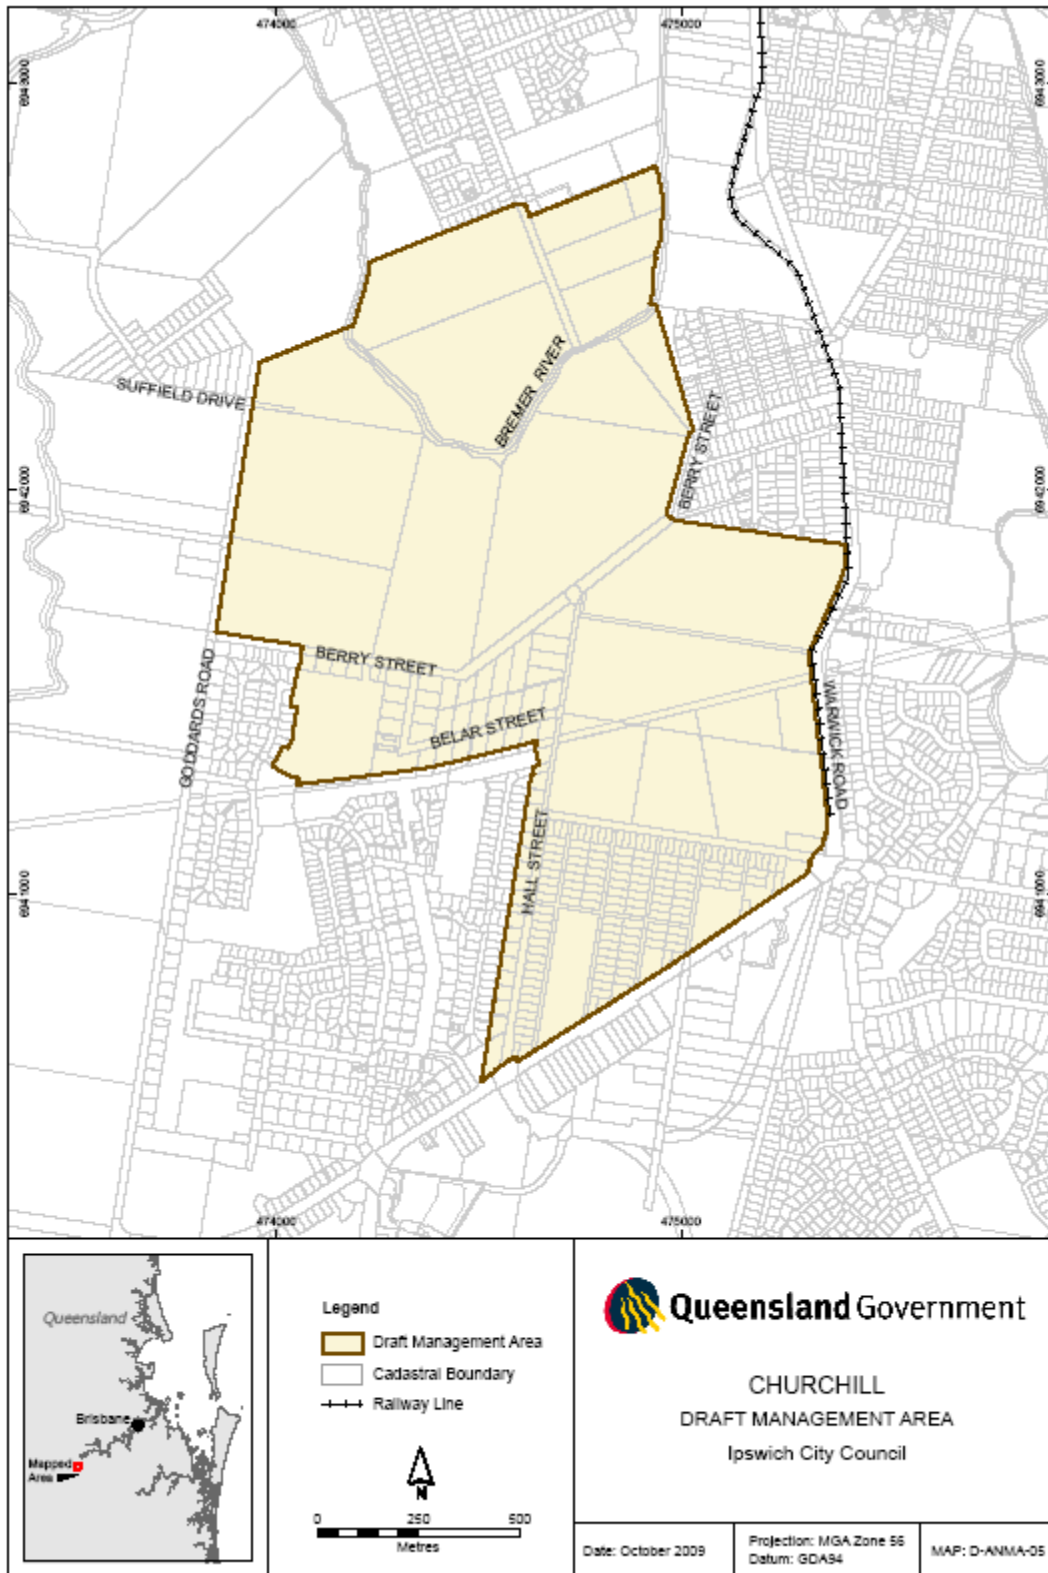 474000
475000
6943000
6943000
SUFFIELD DRIVE
BREMER RIVER
BERRY STREET
6942000
6942000
BERRY STREET
GODDARDS ROAD
BELAR STREET
WARWICK ROAD
HALL STREET
6941000
6941000
474000
475000
Queensland
Brisbane
Mapped
Area
Legend
Draft Management Area
Cadastral Boundary
Railway Line
N
0 250 500
Metres
Queensland Government
CHURCHILL
DRAFT MANAGEMENT AREA
Ipswich City Council
Date: October 2009
Projection: MGA Zone 56
Datum: GDA94
MAP: D-ANMA-05